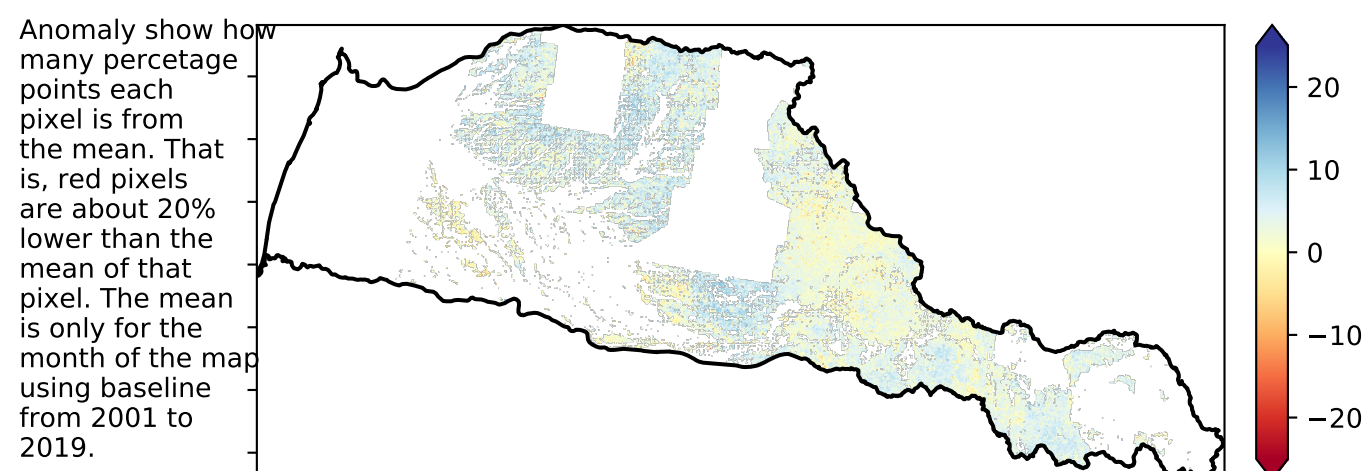 Anomaly show how
many percetage
points each
pixel is from
the mean. That
is, red pixels
are about 20%
lower than the
mean of that
pixel. The mean
is only for the
month of the map
using baseline
from 2001 to
2019.
20
10
0
−10
−20